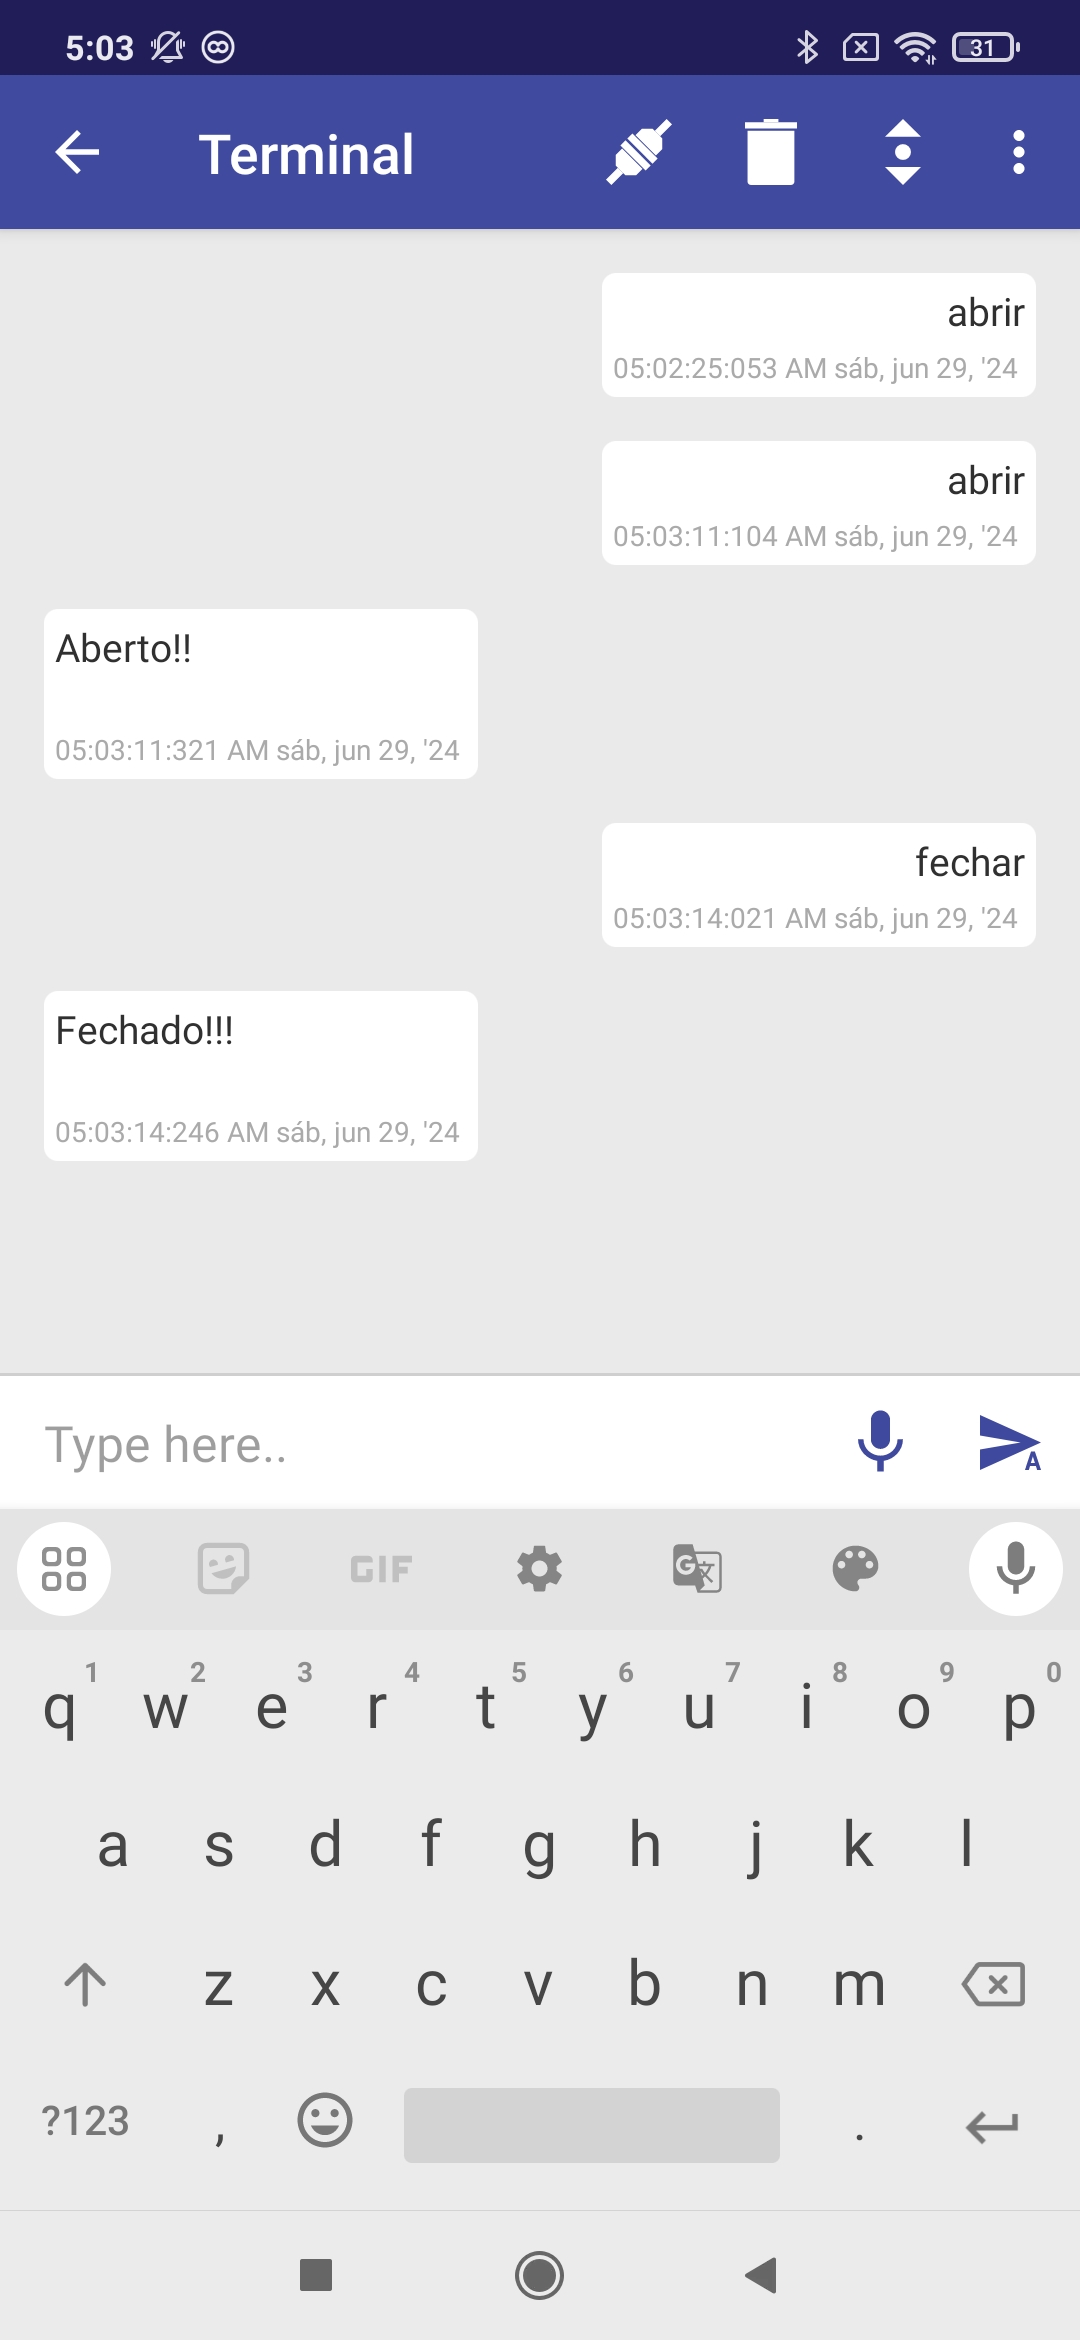 5:03 31
Terminal
abrir
05:02:25:053 AM sáb, jun 29, '24
abrir
05:03:11:104 AM sáb, jun 29, '24
Aberto!!
05:03:11:321 AM sáb, jun 29, '24
fechar
05:03:14:021 AM sáb, jun 29, '24
Fechado!!!
05:03:14:246 AM sáb, jun 29, '24
Type here..
A
GIF G 文
1 2 3 4 5 6 7 8 9 0
q w e r t y u i o p
a s d f g h j k l
z x c v b n m
?123 , .